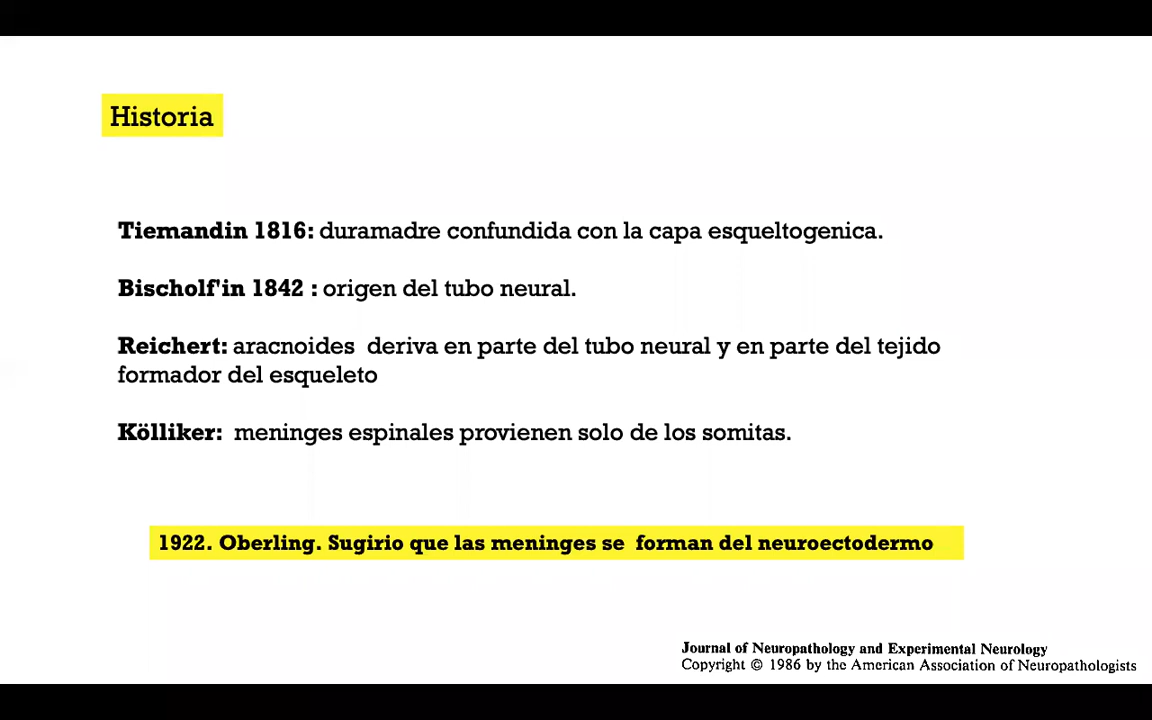 Historia
Tiemandin 1816: duramadre confundida con la capa esqueltogenica.
Bischolf'in 1842 : origen del tubo neural.
Reichert: aracnoides deriva en parte del tubo neural y en parte del tejido
formador del esqueleto
Kölliker: meninges espinales provienen solo de los somitas.
1922. Oberling. Sugirio que las meninges se forman del neuroectodermo
Journal of Neuropathology and Experimental Neurology
Copyright © 1986 by the American Association of Neuropathologists